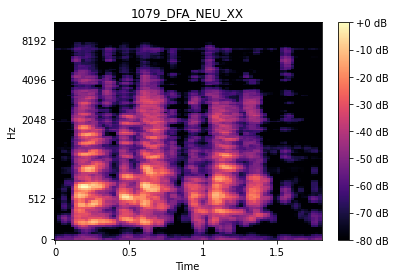 1079_DFA_NEU_XX
+0 dB
8192
-10 dB
4096
-20 dB
-30 dB
2048
Hz
-40 dB
1024
-50 dB
512
-60 dB
-70 dB
0
-80 dB
0
0.5
1
1.5
Time